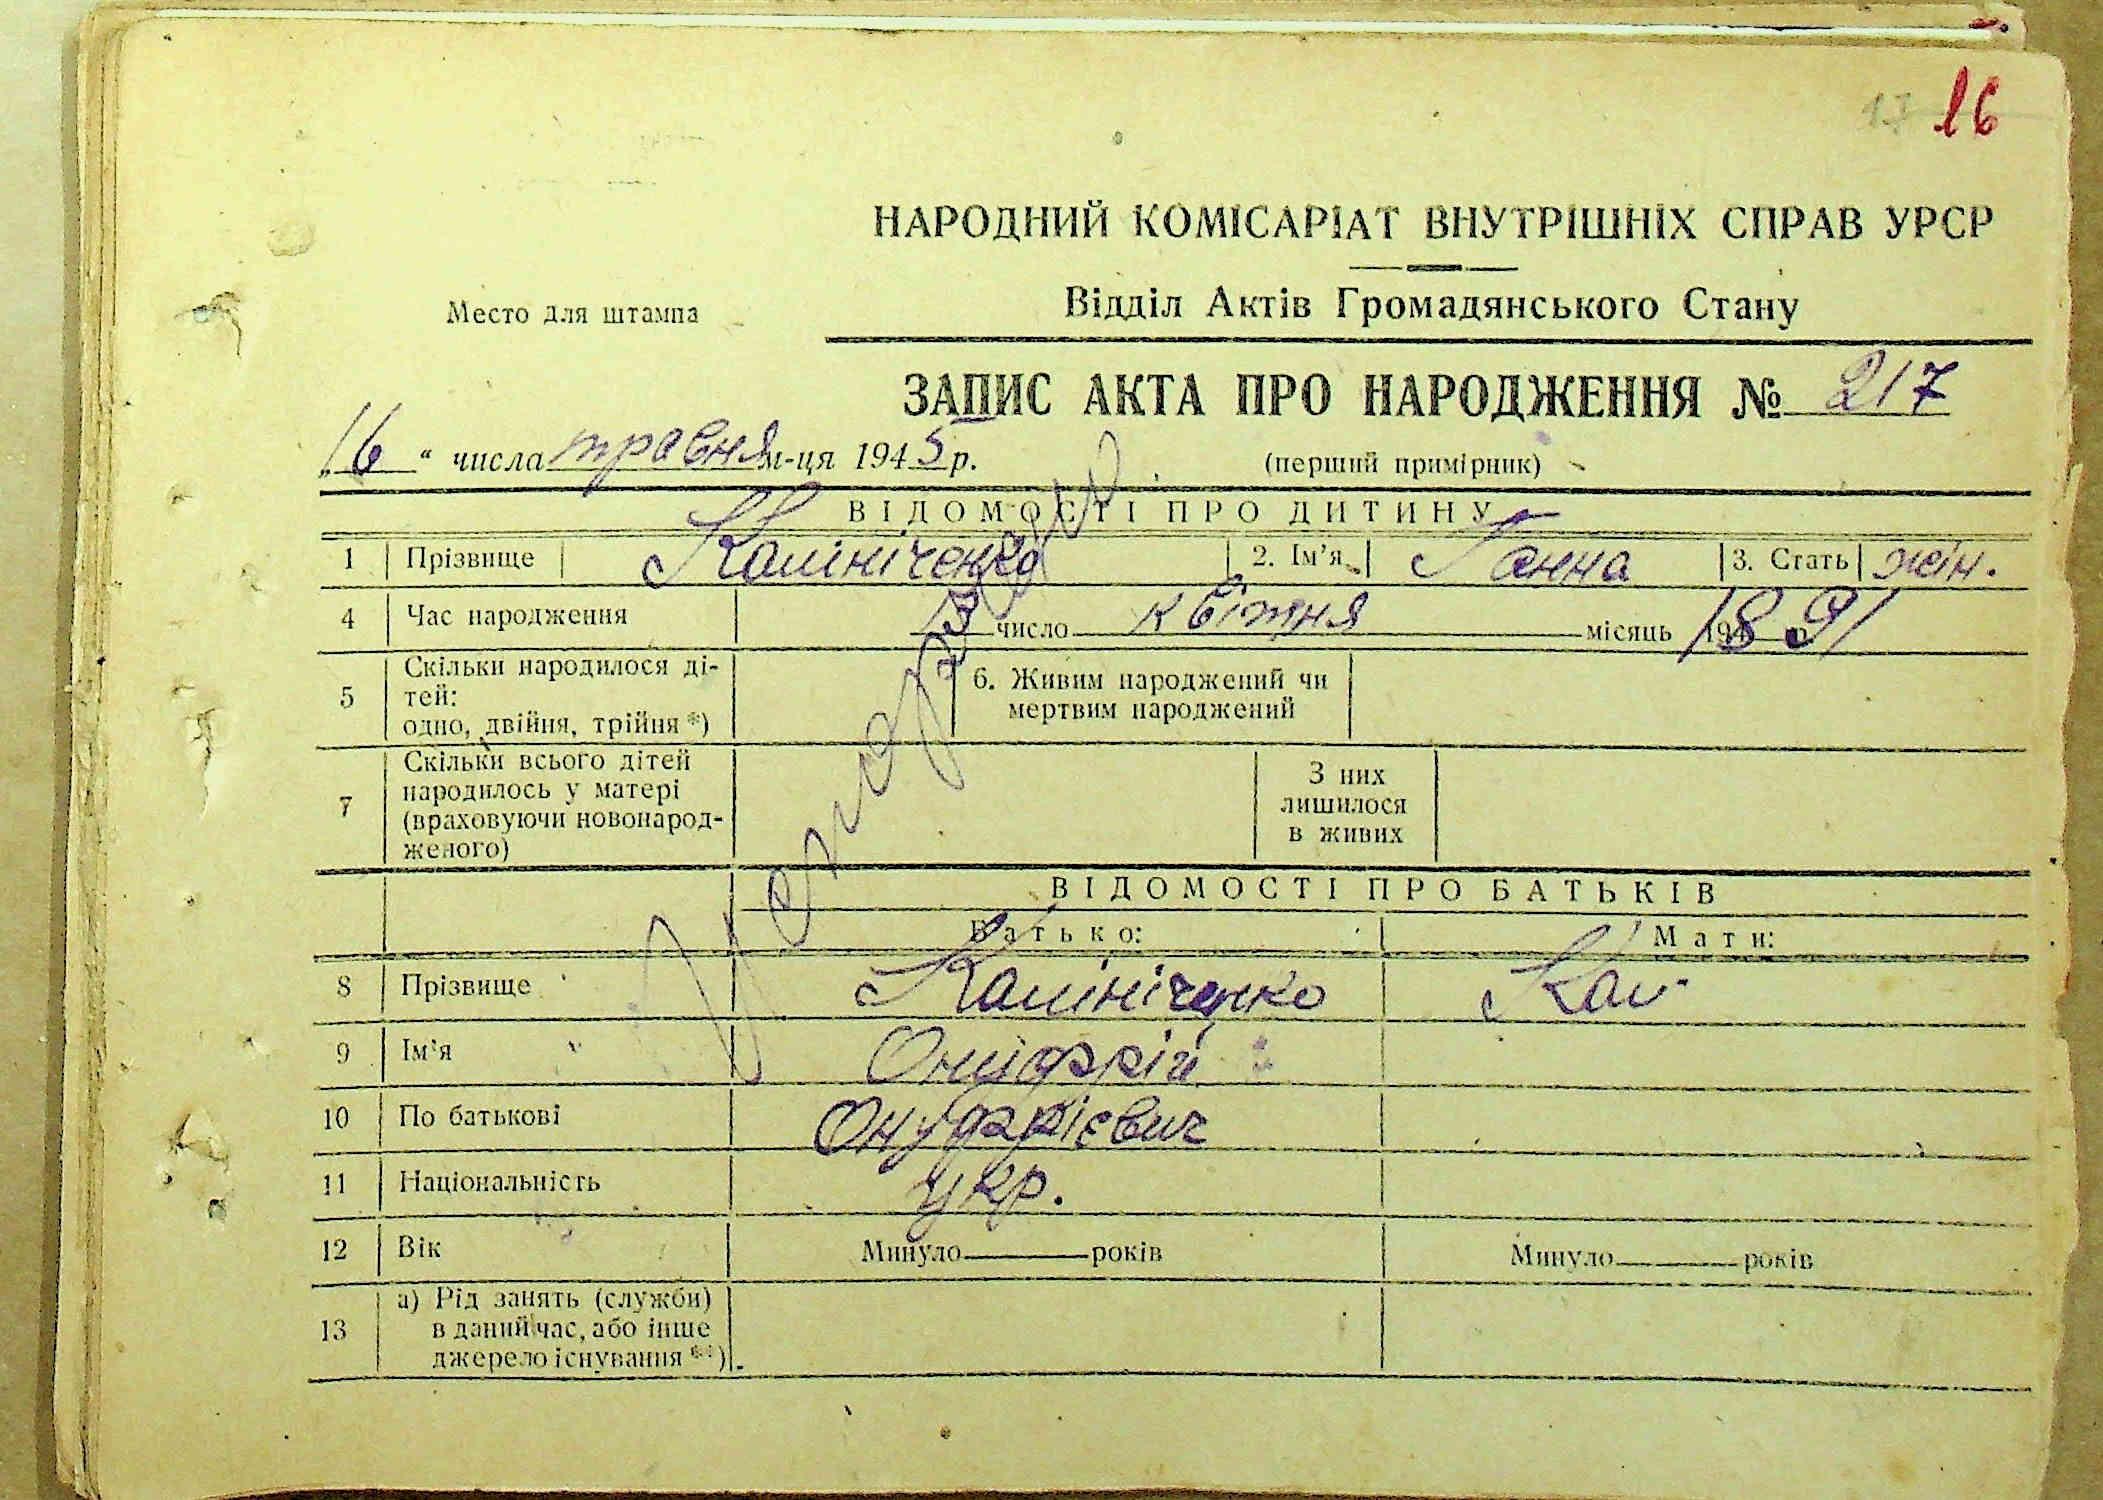 17 16
НАРОДНИЙ КОМІСАРІАТ ВНУТРІШНІХ СПРАВ УРСР
Место для штампа
Відділ Актів Громадянського Стану
ЗАПИС АКТА ПРО НАРОДЖЕННЯ № 217
„16“ числа травня м-ця 1945 р. (перший примірник)
ВІДОМОСТІ ПРО ДИТИНУ
1 Прізвище Калініченко 2. Ім'я Ганна 3. Стать жін.
4 Час народження 3 число квітня місяць 1891
5 Скільки народилося ді-
тей:
одно, двійня, трійня *)
6. Живим народжений чи
мертвим народжений
7 Скільки всього дітей
народилось у матері
(враховуючи новонарод-
женого)
З них
лишилося
в живих
ВІДОМОСТІ ПРО БАТЬКІВ
Батько: Мати:
8 Прізвище Калініченко Кал.
9 Ім'я Онуфрій
10 По батькові Онуфрієвич
11 Національність укр.
12 Вік Минуло років Минуло років
13 а) Рід занять (служби)
в даний час, або інше
джерело існування **)